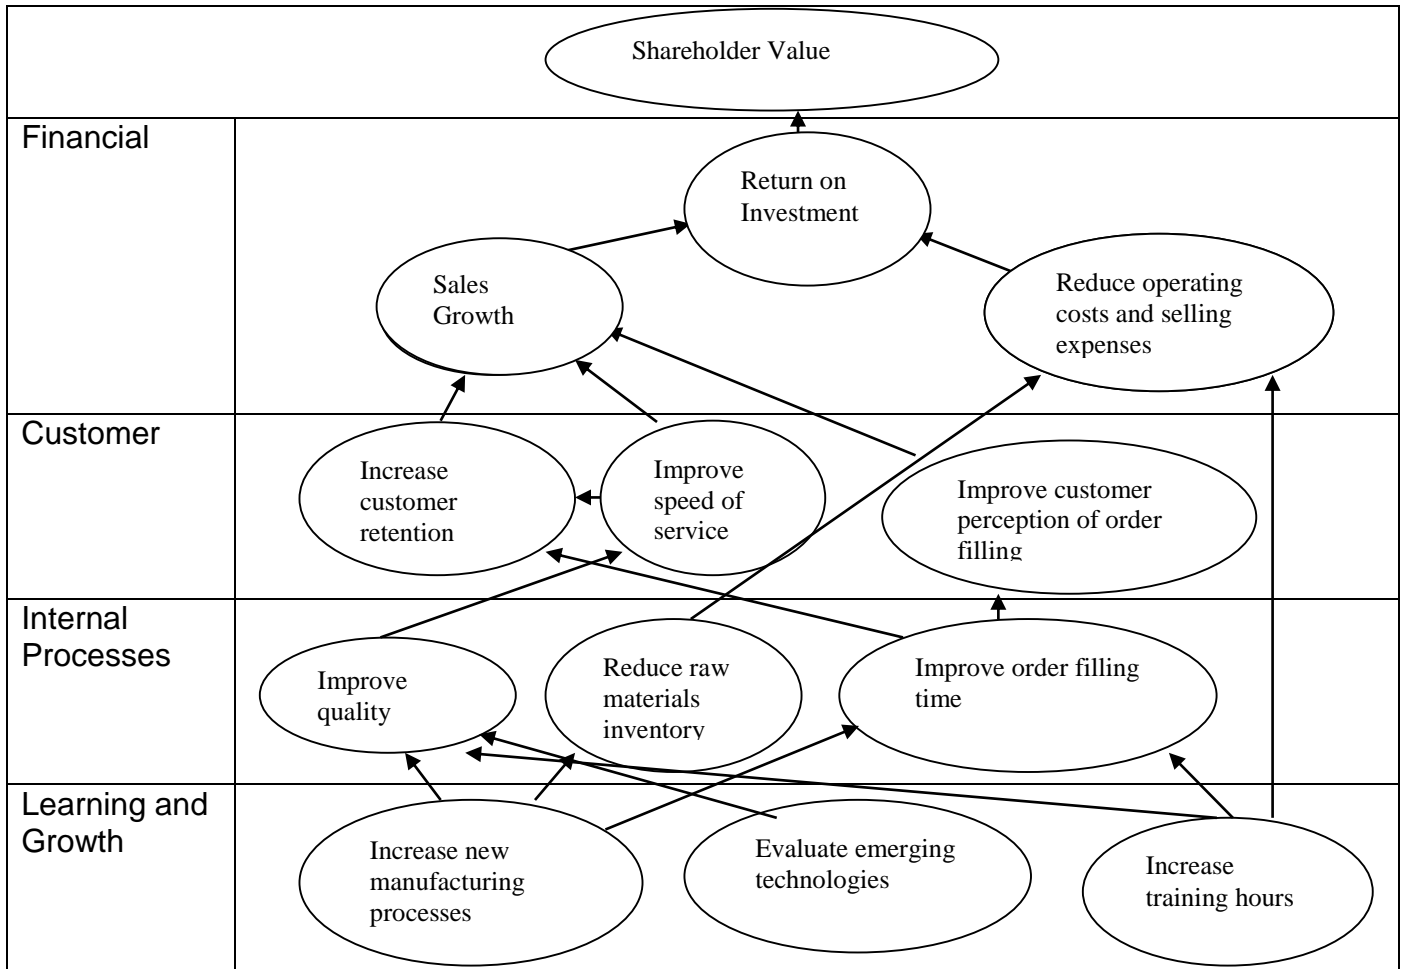 Shareholder Value
Financial
Return on
Investment
Sales
Growth
Reduce operating
costs and selling
expenses
Customer
Increase
customer
retention
Improve
speed of
service
Improve customer
perception of order
filling
Internal
Processes
Improve
quality
Reduce raw
materials
inventory
Improve order filling
time
Learning and
Growth
Increase new
manufacturing
processes
Evaluate emerging
technologies
Increase
training hours